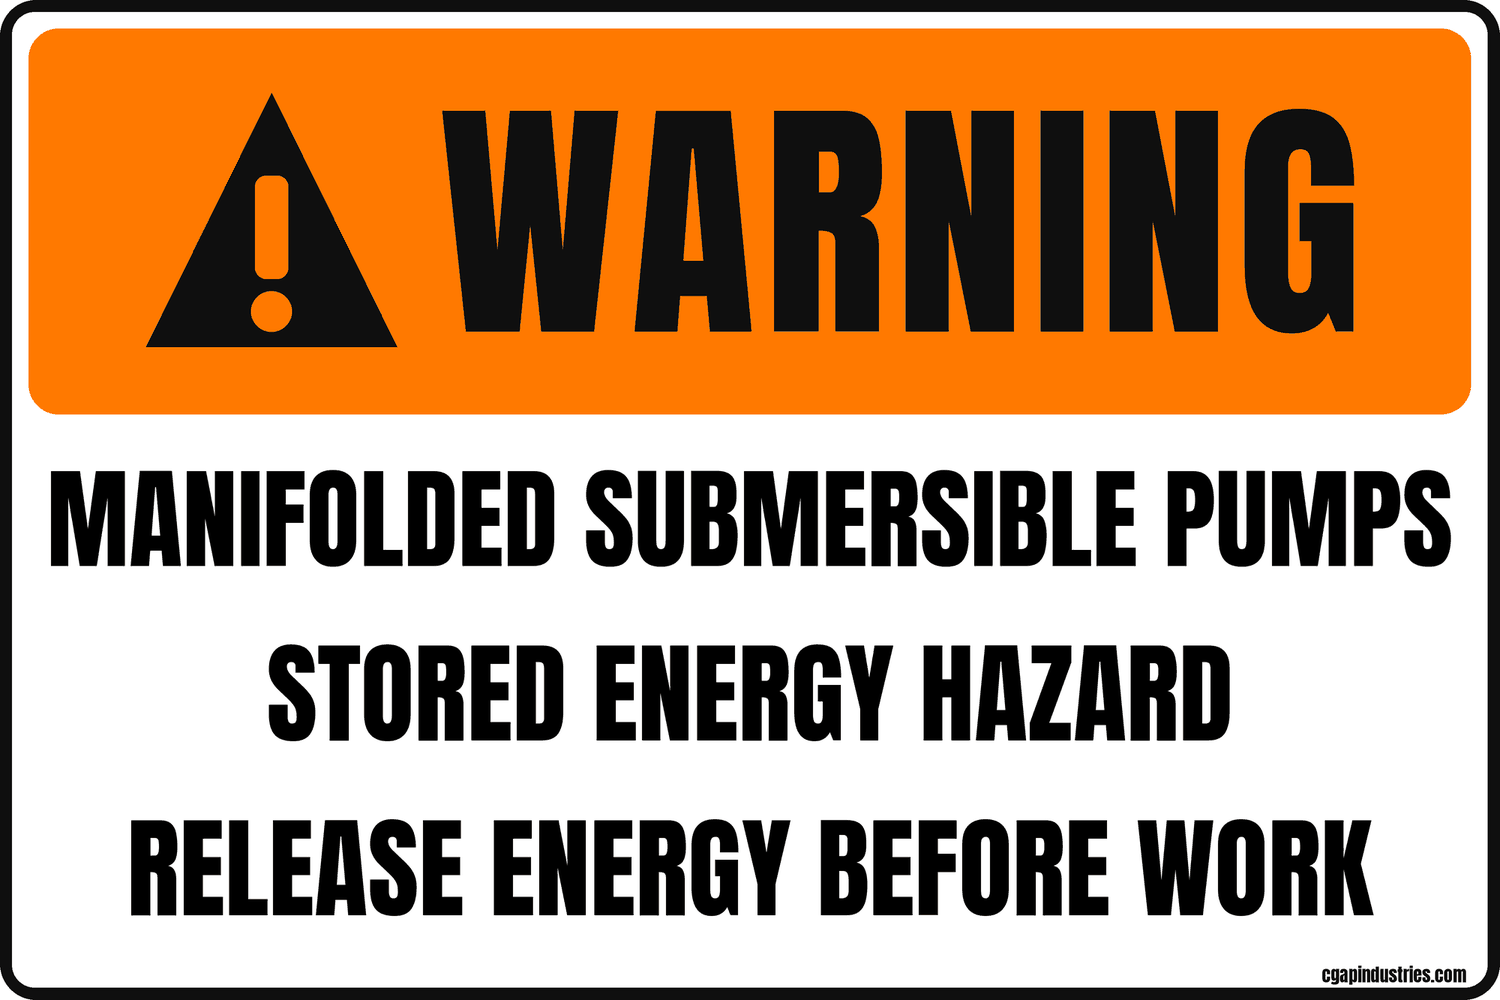 WARNING
MANIFOLDED SUBMERSIBLE PUMPS
STORED ENERGY HAZARD
RELEASE ENERGY BEFORE WORK
cgapindustries.com